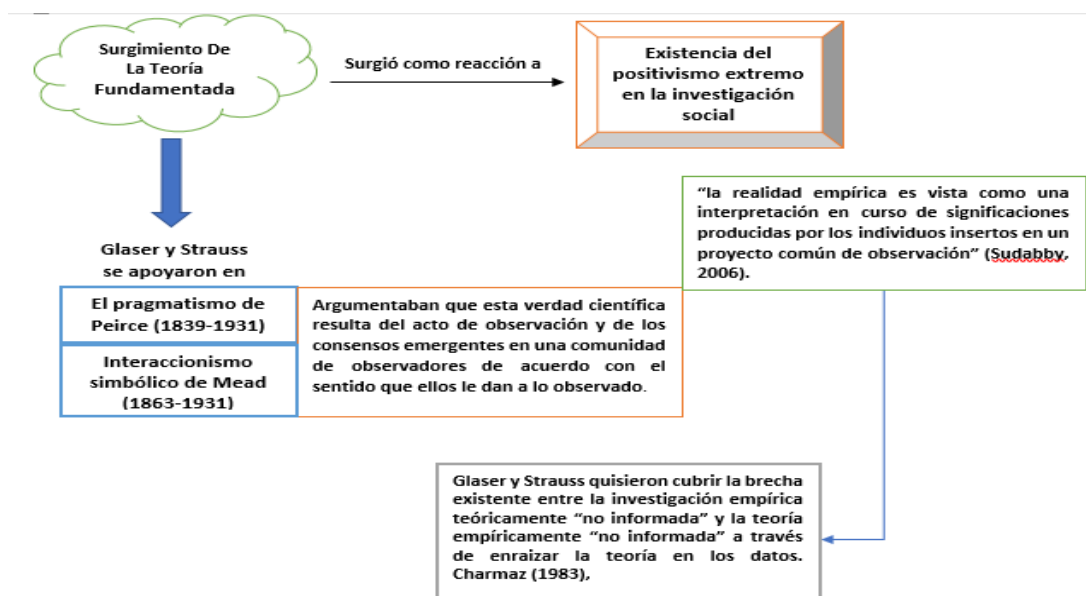 Surgimiento De
La Teoría
Fundamentada
Surgió como reacción a
Existencia del
positivismo extremo
en la investigación
social
Glaser y Strauss
se apoyaron en
El pragmatismo de
Peirce (1839-1931)
Interaccionismo
simbólico de Mead
(1863-1931)
Argumentaban que esta verdad científica
resulta del acto de observación y de los
consensos emergentes en una comunidad
de observadores de acuerdo con el
sentido que ellos le dan a lo observado.
“la realidad empírica es vista como una
interpretación en curso de significaciones
producidas por los individuos insertos en un
proyecto común de observación” (Sudabby,
2006).
Glaser y Strauss quisieron cubrir la brecha
existente entre la investigación empírica
teóricamente “no informada” y la teoría
empíricamente “no informada” a través
de enraizar la teoría en los datos.
Charmaz (1983),